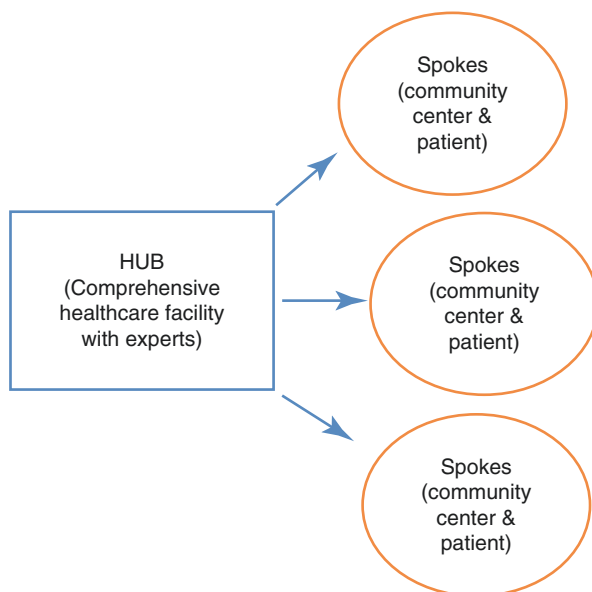 Spokes
(community
center &
patient)
HUB
(Comprehensive
healthcare facility
with experts)
Spokes
(community
center &
patient)
Spokes
(community
center &
patient)